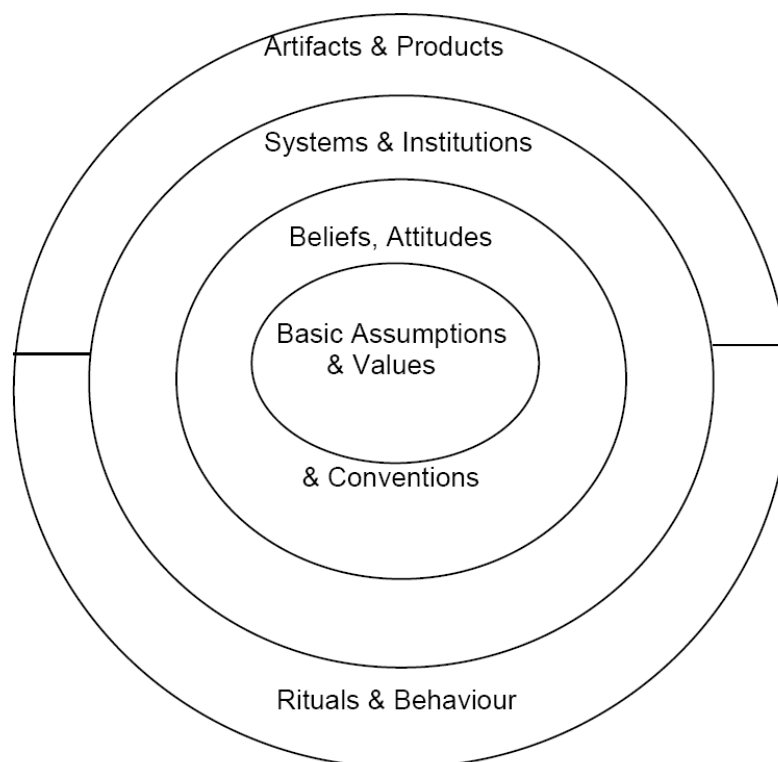 Artifacts & Products
Systems & Institutions
Beliefs, Attitudes
Basic Assumptions
& Values
& Conventions
Rituals & Behaviour